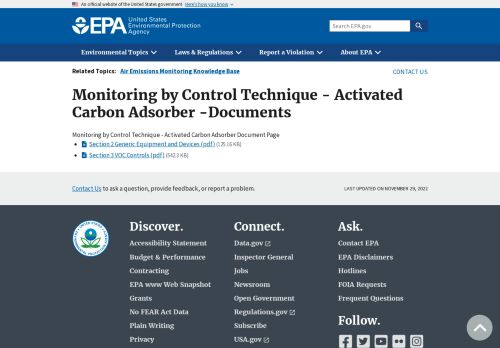 An official website of the United States government Here's how you know
EPA United States
Environmental Protection
Agency
Search EPA.gov
Environmental Topics Laws & Regulations Report a Violation About EPA
Related Topics: Air Emissions Monitoring Knowledge Base
CONTACT US
Monitoring by Control Technique - Activated
Carbon Adsorber -Documents
Monitoring by Control Technique - Activated Carbon Adsorber Document Page
Section 2 Generic Equipment and Devices (pdf) (125.16 KB)
Section 3 VOC Controls (pdf) (542.3 KB)
Contact Us to ask a question, provide feedback, or report a problem.
LAST UPDATED ON NOVEMBER 29, 2022
Discover.
Accessibility Statement
Budget & Performance
Contracting
EPA www Web Snapshot
Grants
No FEAR Act Data
Plain Writing
Privacy
Connect.
Data.gov
Inspector General
Jobs
Newsroom
Open Government
Regulations.gov
Subscribe
USA.gov
Ask.
Contact EPA
EPA Disclaimers
Hotlines
FOIA Requests
Frequent Questions
Follow.